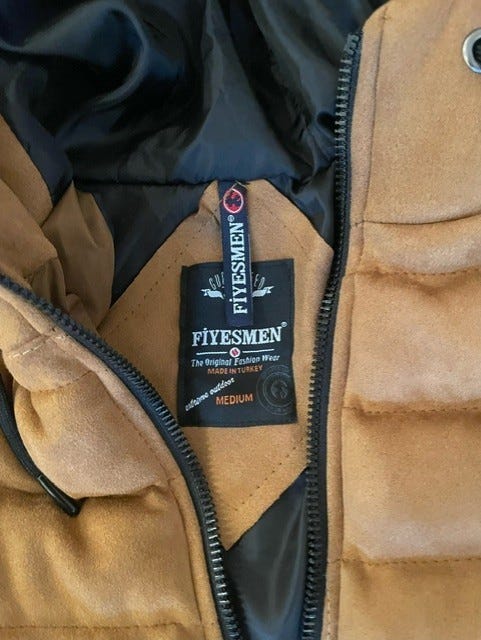 FİYESMEN®
FİYESMEN®
The Original Fashion Wear
MADE IN TURKEY
extreme outdoor
MEDIUM